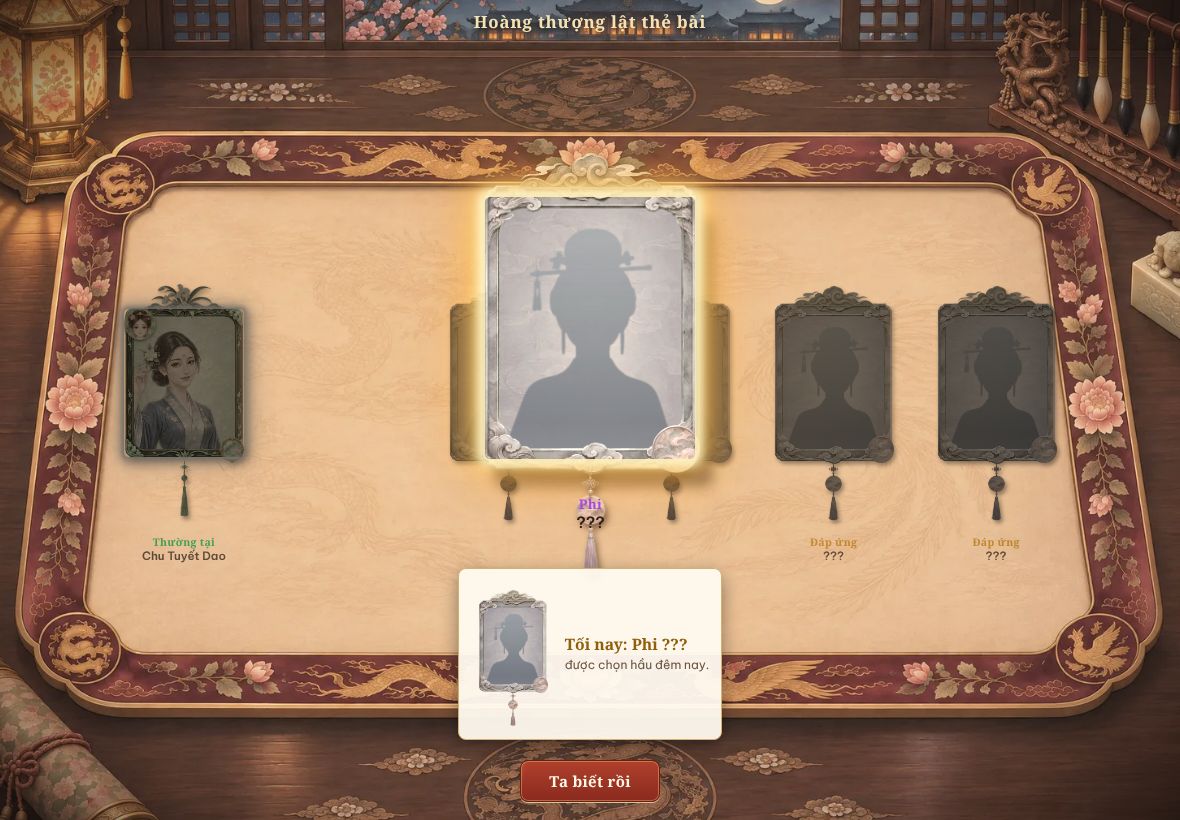 Hoàng thượng lật thẻ bài
Thường tại
Chu Tuyết Dao
Phi
???
Đáp ứng
???
Đáp ứng
???
Tối nay: Phi ???
được chọn hầu đêm nay.
Ta biết rồi